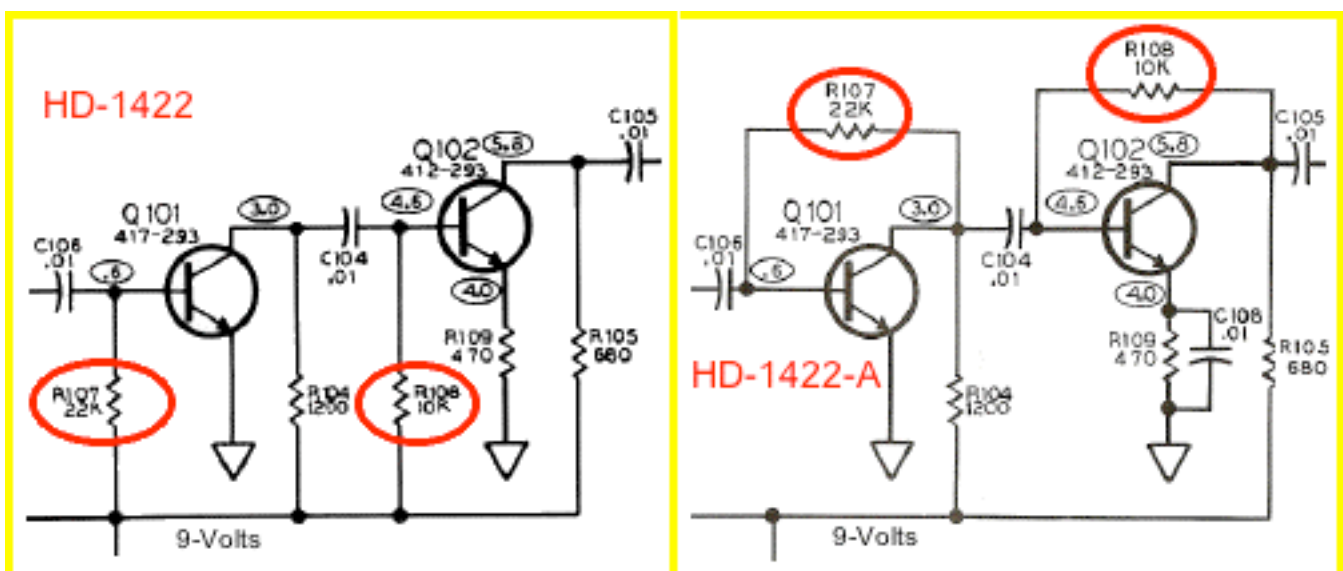 HD-1422
C105
.01
Q102
5.8
412-293
Q101
417-293
3.0
4.6
C106
.01
.6
C104
.01
4.0
R109
470
R105
680
R107
22K
R104
1200
R108
10K
9-Volts
R108
10K
R107
22K
C105
.01
Q102
5.8
412-293
Q101
417-293
3.0
4.6
C106
.01
.6
C104
.01
4.0
C108
.01
R109
470
R105
680
HD-1422-A
R104
1200
9-Volts